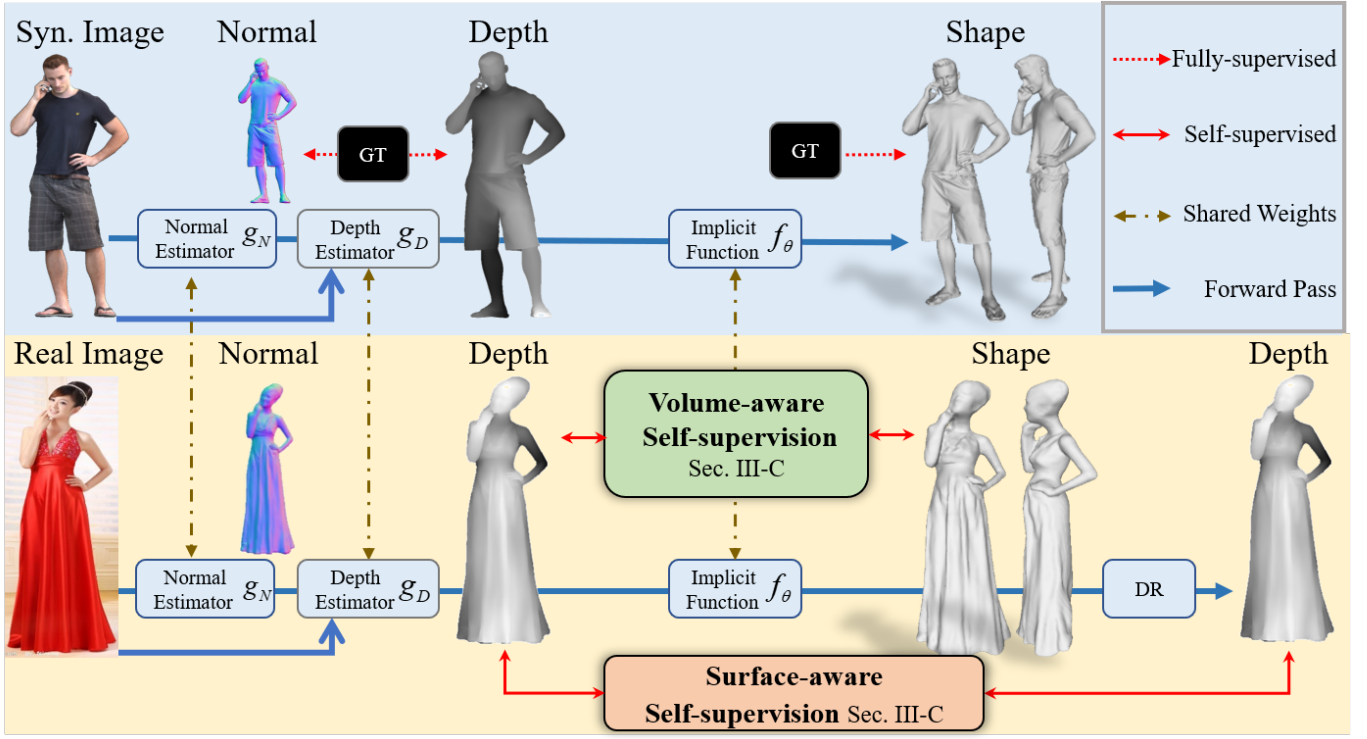 Syn. Image
Normal
Depth
Shape
Fully-supervised
Self-supervised
Shared Weights
Forward Pass
GT
GT
Normal
Estimator g_N
Depth
Estimator g_D
Implicit
Function f_θ
Real Image
Normal
Depth
Shape
Depth
Volume-aware
Self-supervision
Sec. III-C
Normal
Estimator g_N
Depth
Estimator g_D
Implicit
Function f_θ
DR
Surface-aware
Self-supervision Sec. III-C